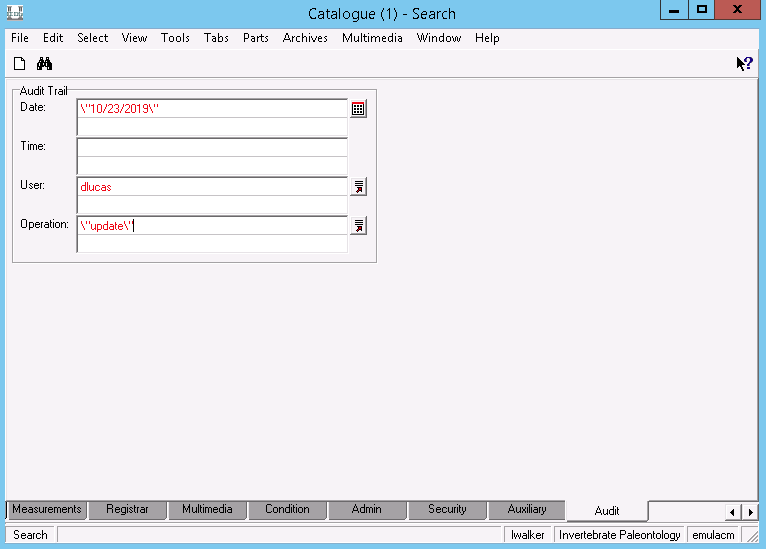 Catalogue (1) - Search
File Edit Select View Tools Tabs Parts Archives Multimedia Window Help
Audit Trail
Date: \"10/23/2019\"
Time:
User: dlucas
Operation: \"update\"
Measurements Registrar Multimedia Condition Admin Security Auxiliary Audit
Search lwalker Invertebrate Paleontology emulacm